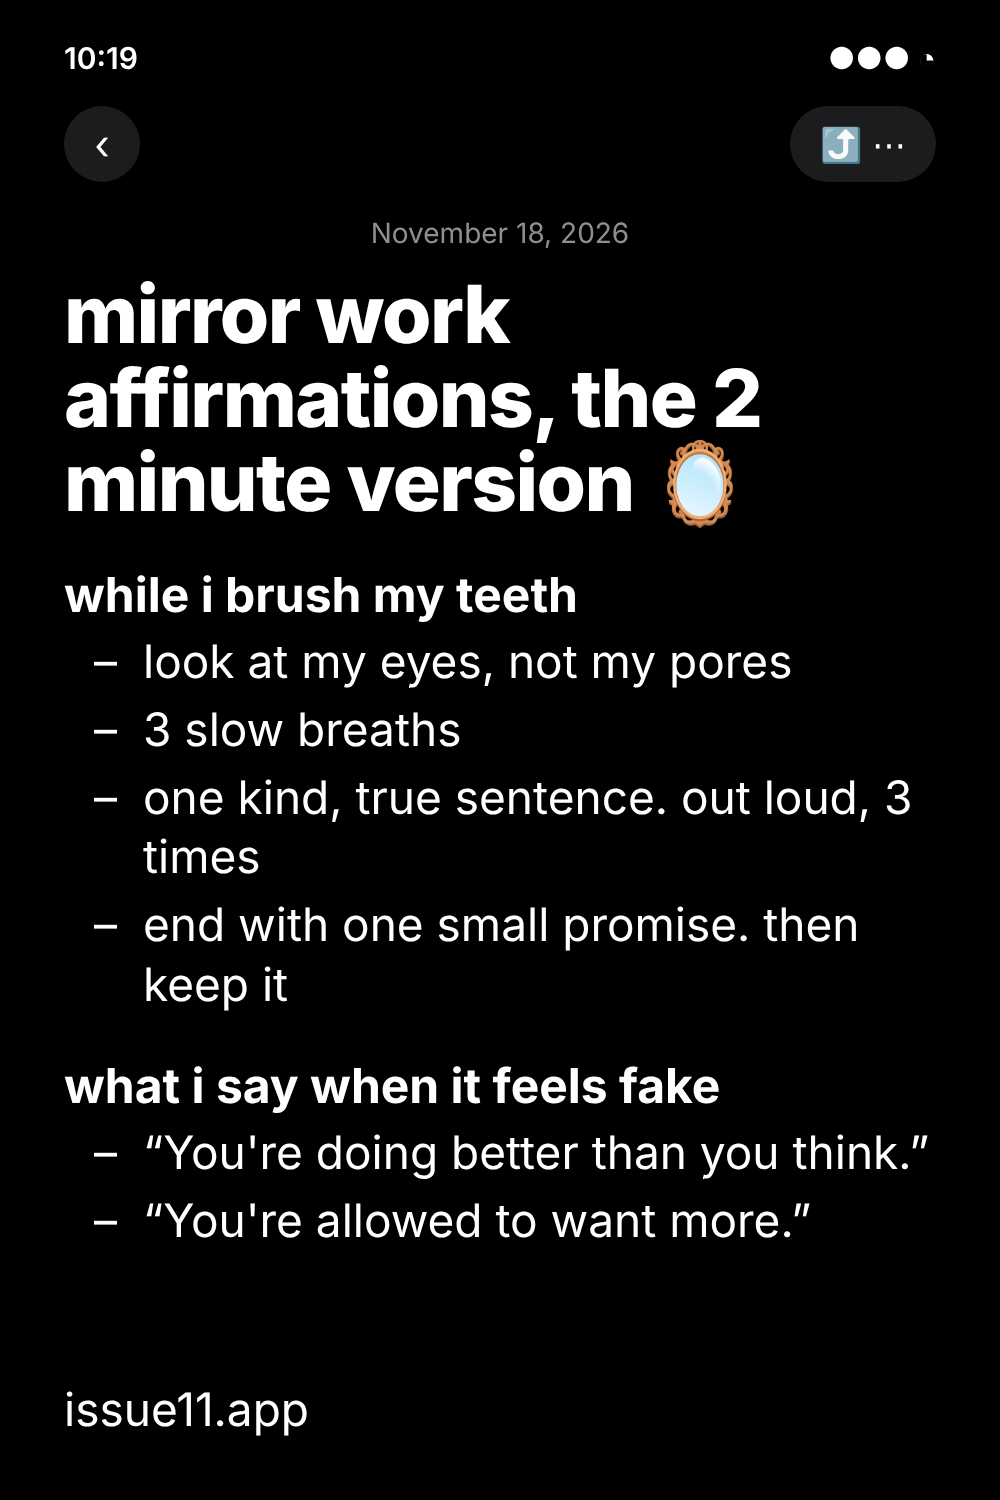 10:19
November 18, 2026
mirror work
affirmations, the 2
minute version
while i brush my teeth
– look at my eyes, not my pores
– 3 slow breaths
– one kind, true sentence. out loud, 3
times
– end with one small promise. then
keep it
what i say when it feels fake
– “You're doing better than you think.”
– “You're allowed to want more.”
issue11.app